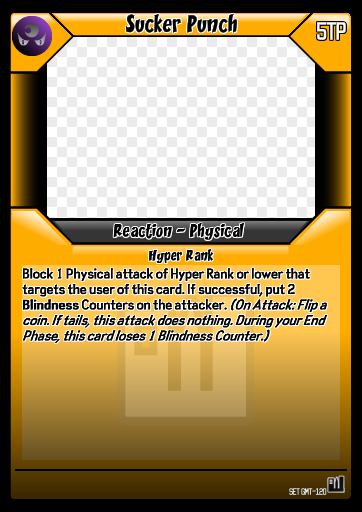 Sucker Punch
5TP
Reaction - Physical
Hyper Rank
Block 1 Physical attack of Hyper Rank or lower that
targets the user of this card. If successful, put 2
Blindness Counters on the attacker. (On Attack: Flip a
coin. If tails, this attack does nothing. During your End
Phase, this card loses 1 Blindness Counter.)
SET GMT-120